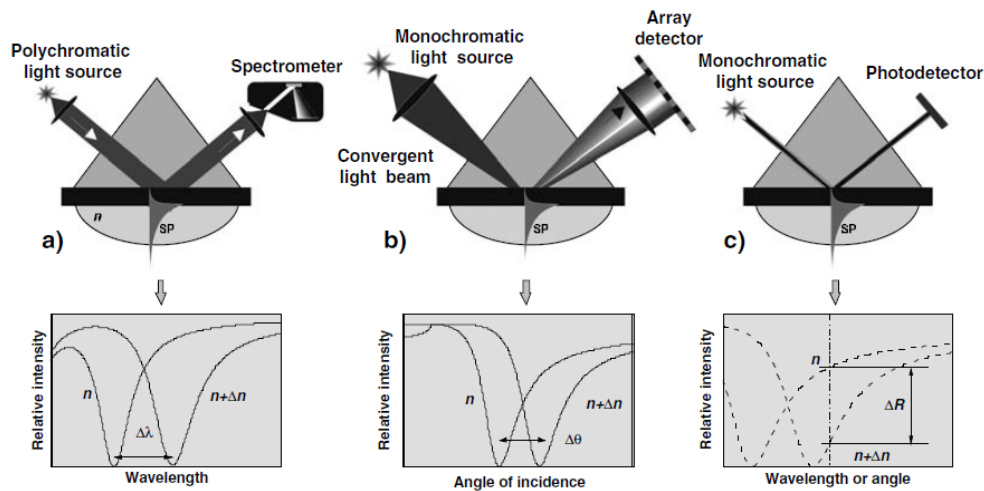 Polychromatic
light source
Spectrometer
n
SP
a)
Monochromatic
light source
Array
detector
Convergent
light beam
SP
b)
Monochromatic
light source
Photodetector
SP
c)
Relative intensity
n
n+Δn
Δλ
Wavelength
Relative intensity
n
n+Δn
Δθ
Angle of incidence
Relative intensity
n
ΔR
n+Δn
Wavelength or angle